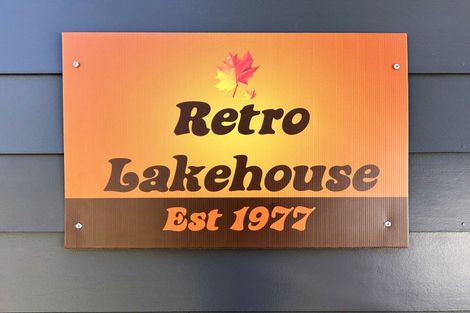 Retro
Lakehouse
Est 1977